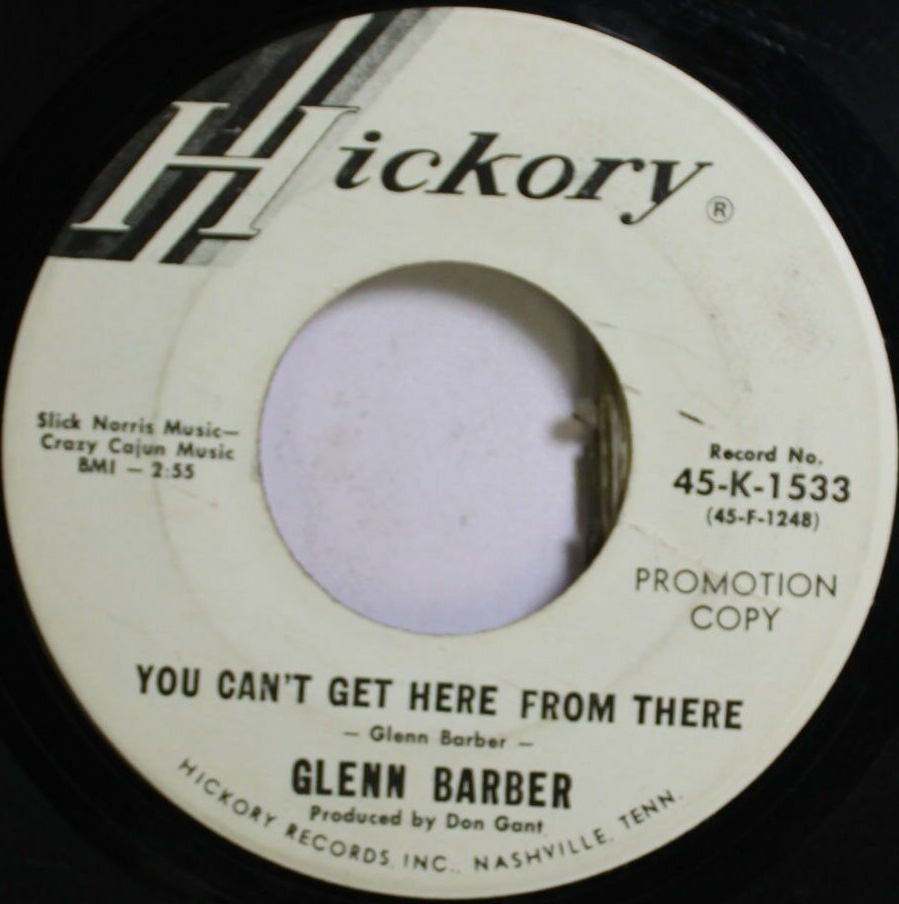 Hickory ®
Slick Norris Music—
Crazy Cajun Music
BMI — 2:55
Record No.
45-K-1533
(45-F-1248)
PROMOTION
COPY
YOU CAN'T GET HERE FROM THERE
— Glenn Barber —
GLENN BARBER
Produced by Don Gant
HICKORY RECORDS, INC., NASHVILLE, TENN.